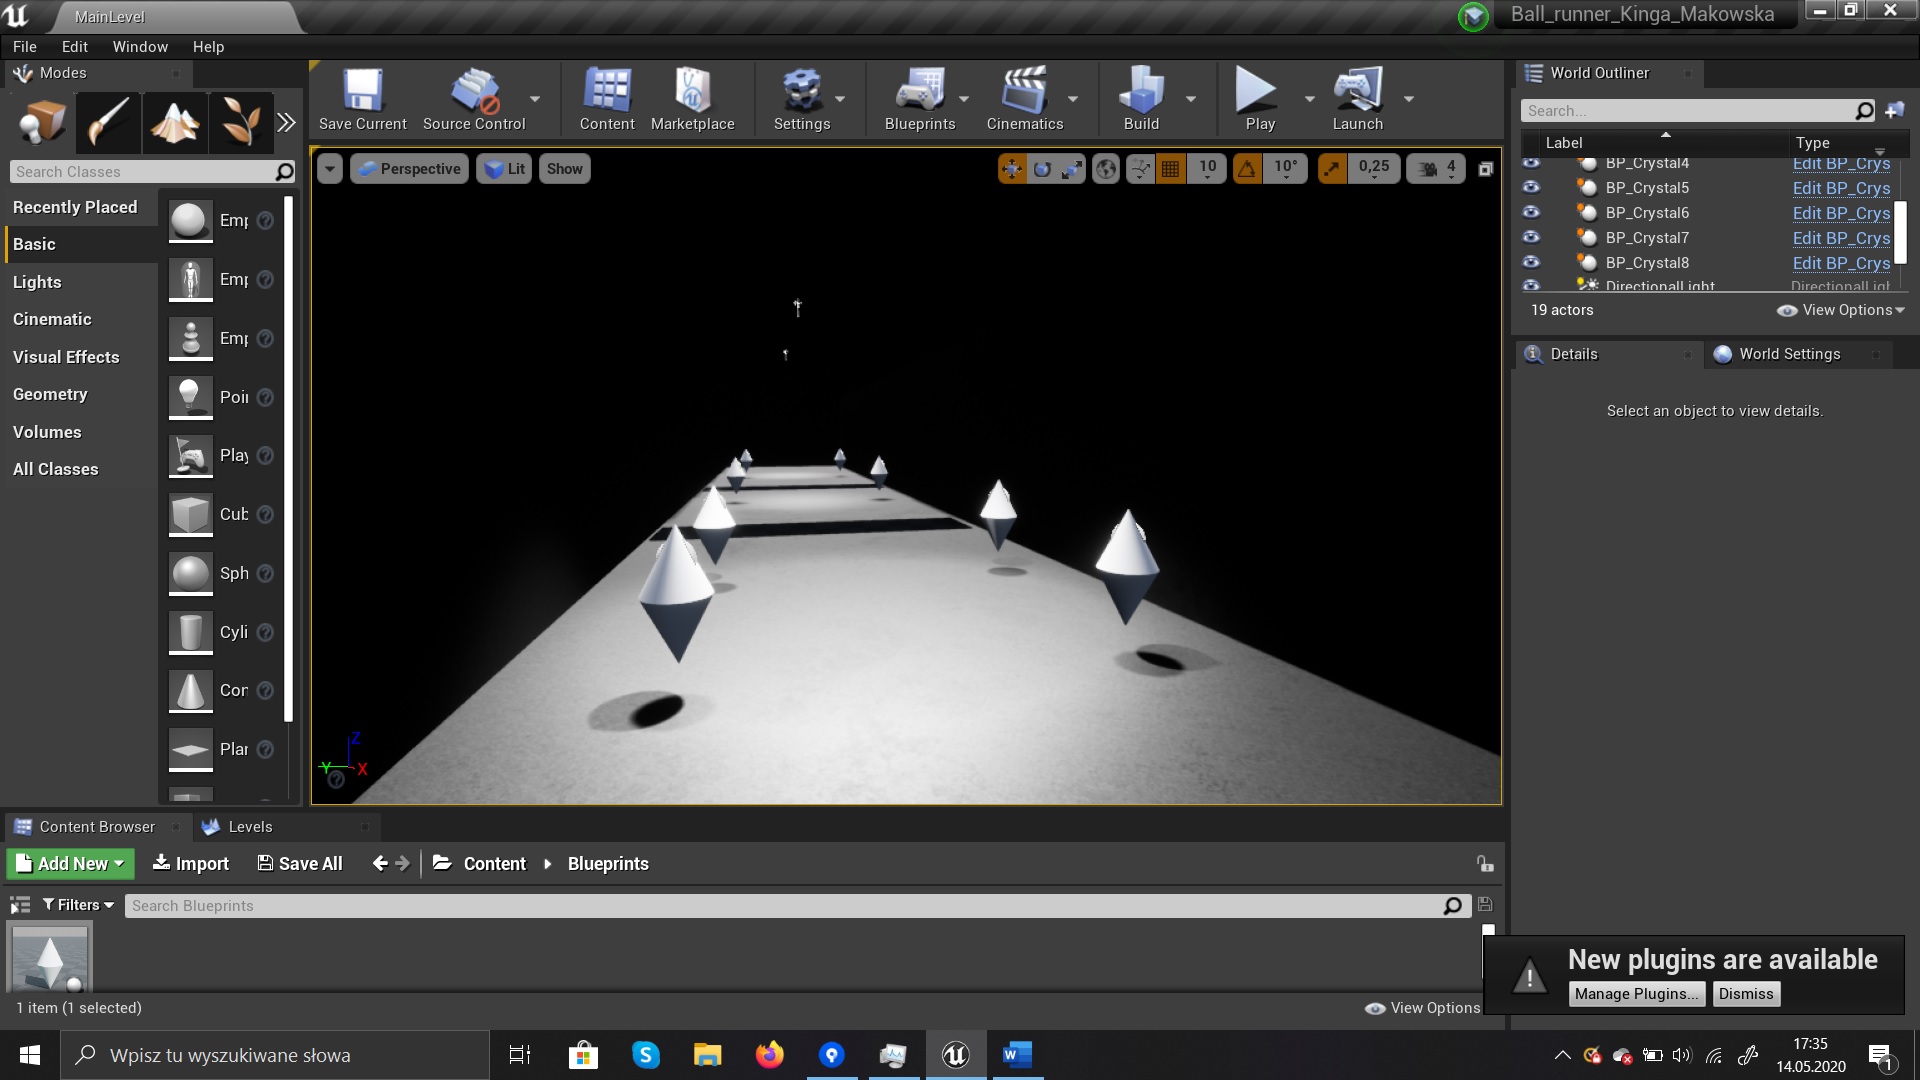 MainLevel
Ball_runner_Kinga_Makowska
File Edit Window Help
Modes
Search Classes
Recently Placed
Basic
Lights
Cinematic
Visual Effects
Geometry
Volumes
All Classes
Emp
Emp
Emp
Poin
Play
Cub
Sph
Cyli
Con
Plan
Save Current
Source Control
Content
Marketplace
Settings
Blueprints
Cinematics
Build
Play
Launch
Perspective
Lit
Show
10
10°
0,25
4
Z
Y
X
World Outliner
Search...
Label Type
BP_Crystal4 Edit BP_Crys
BP_Crystal5 Edit BP_Crys
BP_Crystal6 Edit BP_Crys
BP_Crystal7 Edit BP_Crys
BP_Crystal8 Edit BP_Crys
DirectionalLight DirectionalLigh
19 actors
View Options
Details
World Settings
Select an object to view details.
Content Browser
Levels
Add New
Import
Save All
Content
Blueprints
Filters
Search Blueprints
1 item (1 selected)
View Options
New plugins are available
Manage Plugins...
Dismiss
Wpisz tu wyszukiwane słowa
17:35
14.05.2020
1